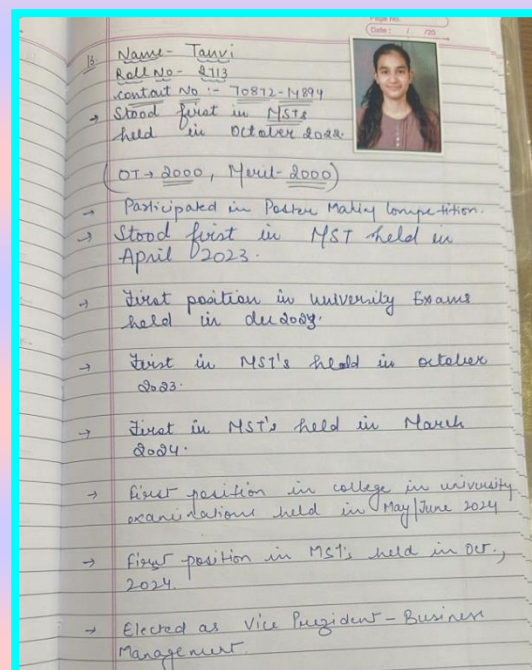 Page No.
Date: / /20
13. Name- Tanvi
Roll No- 2713
contact No :- 70872-14894
→ Stood first in MSTs
held in October 2022.
(OT → 2000, Merit- 2000)
→ Participated in Poster Making Competition.
→ Stood first in MST held in
April 2023.
→ First position in university Exams
held in dec 2023.
→ First in MST's held in october
2023.
→ First in MST's held in March
2024.
→ First position in college in university
examinations held in May/June 2024
→ First position in MST's held in Oct.,
2024.
→ Elected as Vice Prezident - Business
Management.